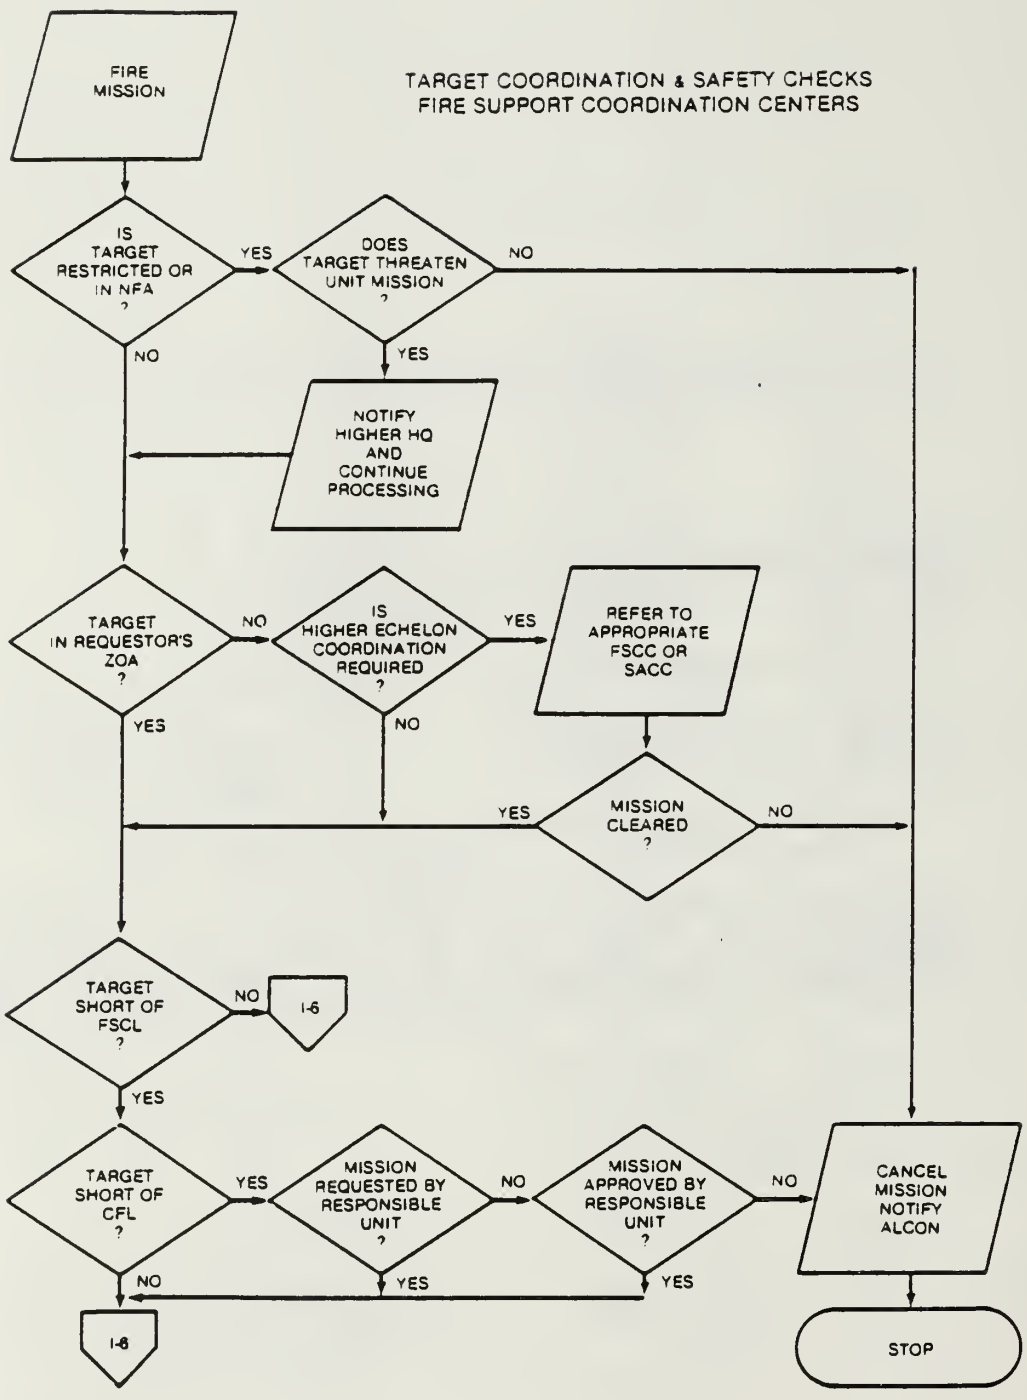 TARGET COORDINATION & SAFETY CHECKS
FIRE SUPPORT COORDINATION CENTERS
FIRE
MISSION
IS
TARGET
RESTRICTED OR
IN NFA
?
YES
NO
DOES
TARGET THREATEN
UNIT MISSION
?
NO
YES
NOTIFY
HIGHER HQ
AND
CONTINUE
PROCESSING
TARGET
IN REQUESTOR'S
ZOA
?
NO
YES
IS
HIGHER ECHELON
COORDINATION
REQUIRED
?
YES
NO
REFER TO
APPROPRIATE
FSCC OR
SACC
MISSION
CLEARED
?
YES
NO
TARGET
SHORT OF
FSCL
?
NO
I-6
YES
TARGET
SHORT OF
CFL
?
YES
NO
MISSION
REQUESTED BY
RESPONSIBLE
UNIT
?
NO
YES
MISSION
APPROVED BY
RESPONSIBLE
UNIT
?
NO
YES
CANCEL
MISSION
NOTIFY
ALCON
I-6
STOP